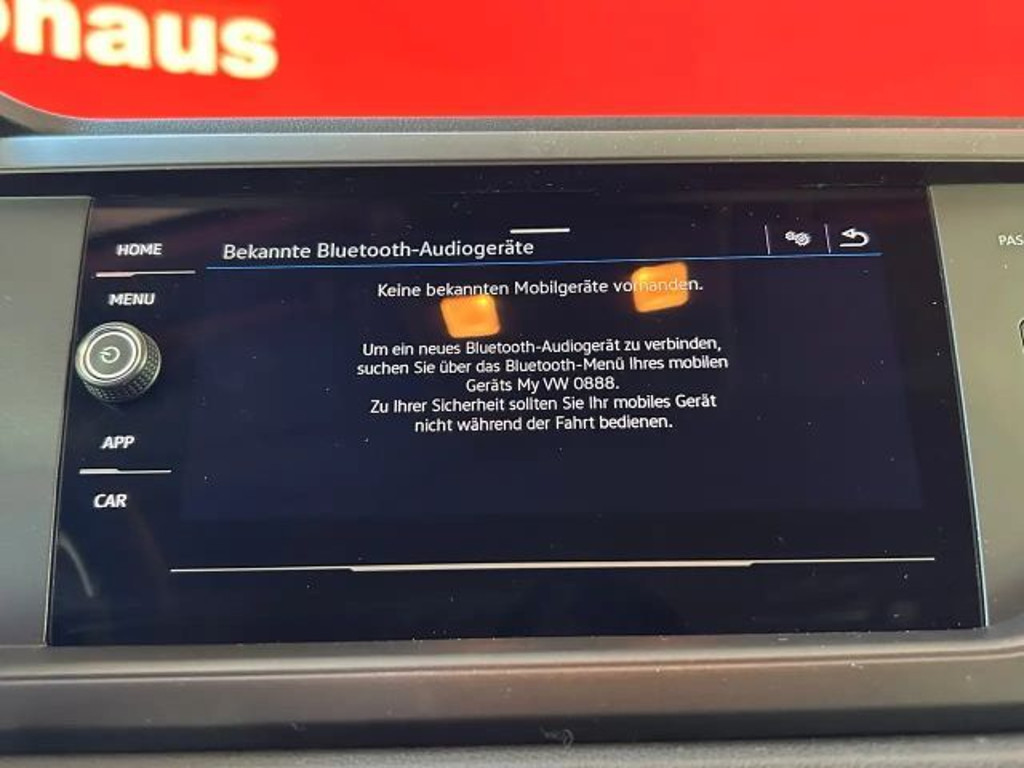 haus
HOME
Bekannte Bluetooth-Audiogeräte
PAS
MENU
Keine bekannten Mobilgeräte vorhanden.
Um ein neues Bluetooth-Audiogerät zu verbinden,
suchen Sie über das Bluetooth-Menü Ihres mobilen
Geräts My VW 0888.
Zu Ihrer Sicherheit sollten Sie Ihr mobiles Gerät
nicht während der Fahrt bedienen.
APP
CAR